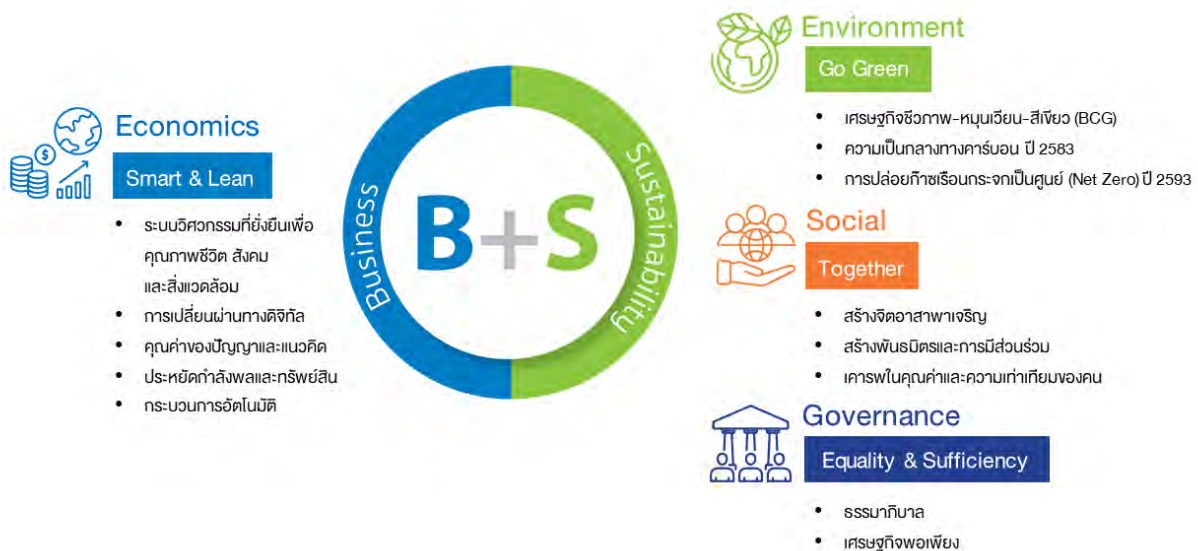 Economics
Smart & Lean
• ระบบวิศวกรรมที่ยั่งยืนเพื่อ
คุณภาพชีวิต สังคม
และสิ่งแวดล้อม
• การเปลี่ยนผ่านทางดิจิทัล
• คุณค่าของปัญญาและแนวคิด
• ประหยัดกำลังพลและทรัพย์สิน
• กระบวนการอัตโนมัติ
Business
B+S
Sustainability
Environment
Go Green
• เศรษฐกิจชีวภาพ-หมุนเวียน-สีเขียว (BCG)
• ความเป็นกลางทางคาร์บอน ปี 2583
• การปล่อยก๊าซเรือนกระจกเป็นศูนย์ (Net Zero) ปี 2593
Social
Together
• สร้างจิตอาสาพาเจริญ
• สร้างพันธมิตรและการมีส่วนร่วม
• เคารพในคุณค่าและความเท่าเทียมของคน
Governance
Equality & Sufficiency
• ธรรมาภิบาล
• เศรษฐกิจพอเพียง